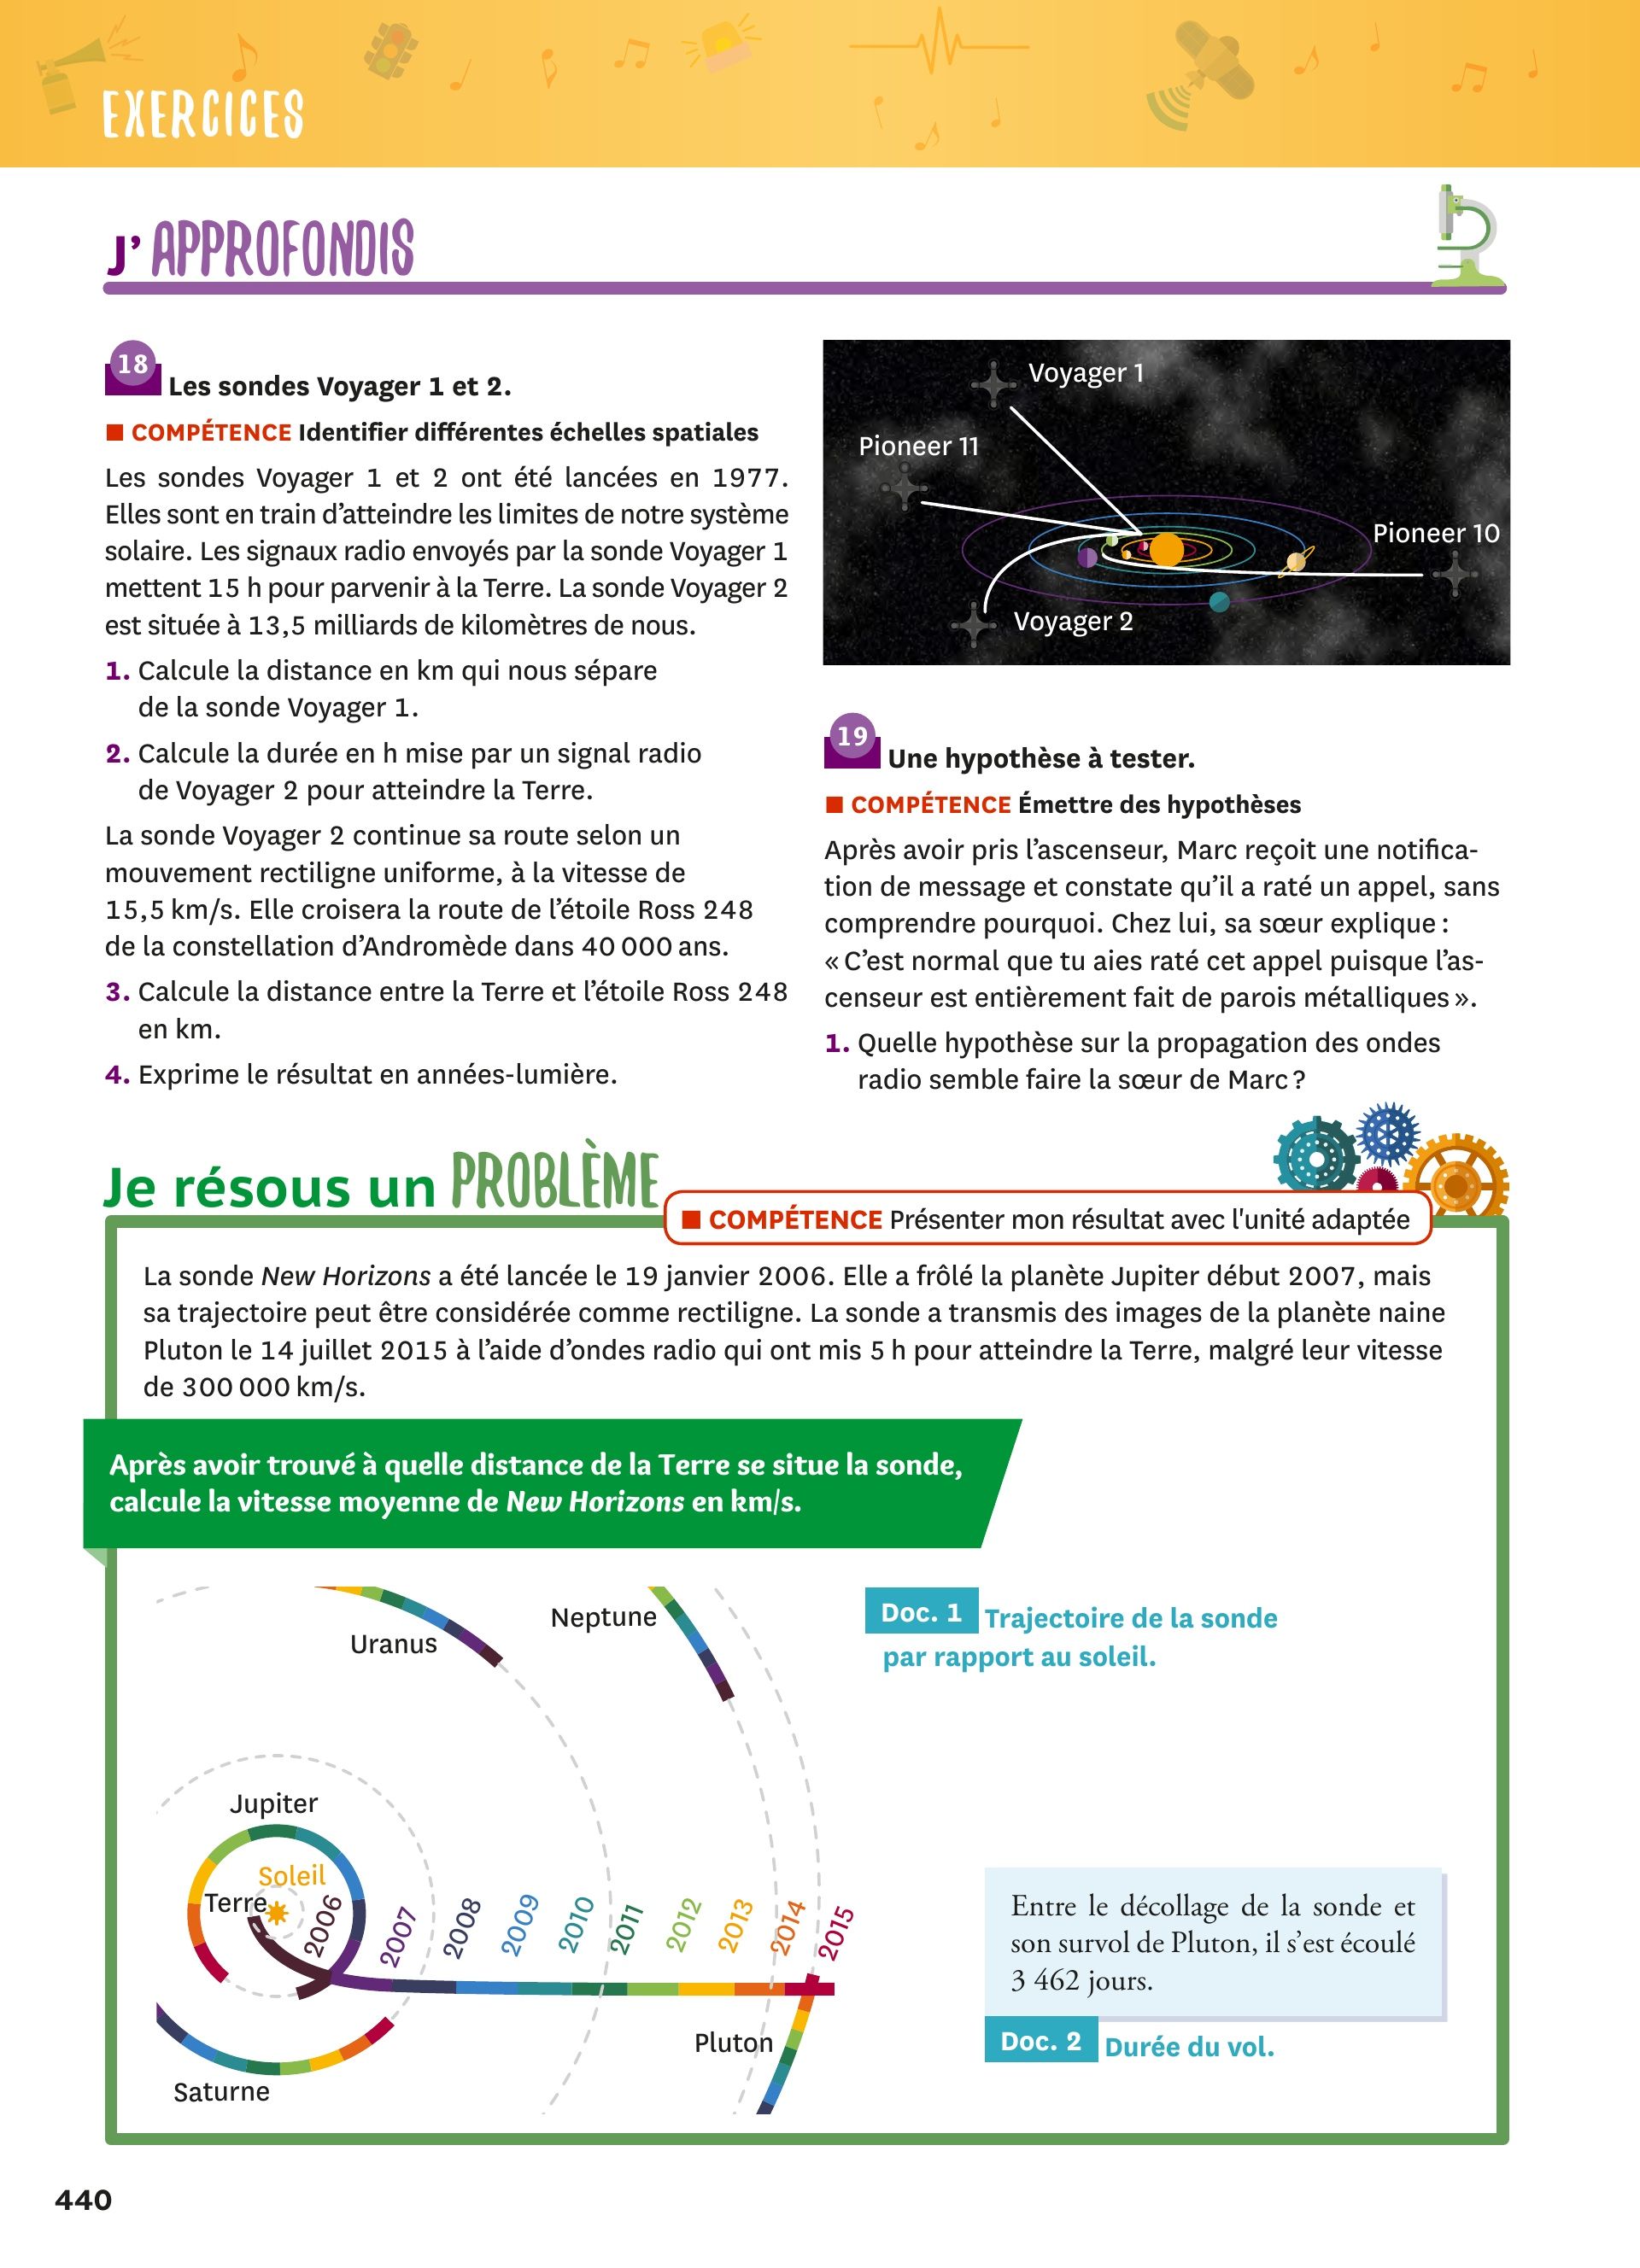 EXERCICES
J' APPROFONDIS
18 Les sondes Voyager 1 et 2.
■ COMPÉTENCE Identifier différentes échelles spatiales
Les sondes Voyager 1 et 2 ont été lancées en 1977.
Elles sont en train d'atteindre les limites de notre système
solaire. Les signaux radio envoyés par la sonde Voyager 1
mettent 15 h pour parvenir à la Terre. La sonde Voyager 2
est située à 13,5 milliards de kilomètres de nous.
1. Calcule la distance en km qui nous sépare
de la sonde Voyager 1.
2. Calcule la durée en h mise par un signal radio
de Voyager 2 pour atteindre la Terre.
La sonde Voyager 2 continue sa route selon un
mouvement rectiligne uniforme, à la vitesse de
15,5 km/s. Elle croisera la route de l'étoile Ross 248
de la constellation d'Andromède dans 40 000 ans.
3. Calcule la distance entre la Terre et l'étoile Ross 248
en km.
4. Exprime le résultat en années-lumière.
Voyager 1
Pioneer 11
Pioneer 10
Voyager 2
19 Une hypothèse à tester.
■ COMPÉTENCE Émettre des hypothèses
Après avoir pris l'ascenseur, Marc reçoit une notifica-
tion de message et constate qu'il a raté un appel, sans
comprendre pourquoi. Chez lui, sa sœur explique :
« C'est normal que tu aies raté cet appel puisque l'as-
censeur est entièrement fait de parois métalliques ».
1. Quelle hypothèse sur la propagation des ondes
radio semble faire la sœur de Marc ?
Je résous un PROBLÈME
■ COMPÉTENCE Présenter mon résultat avec l'unité adaptée
La sonde New Horizons a été lancée le 19 janvier 2006. Elle a frôlé la planète Jupiter début 2007, mais
sa trajectoire peut être considérée comme rectiligne. La sonde a transmis des images de la planète naine
Pluton le 14 juillet 2015 à l'aide d'ondes radio qui ont mis 5 h pour atteindre la Terre, malgré leur vitesse
de 300 000 km/s.
Après avoir trouvé à quelle distance de la Terre se situe la sonde,
calcule la vitesse moyenne de New Horizons en km/s.
Neptune
Uranus
Jupiter
Soleil
Terre
2006
2007
2008
2009
2010
2011
2012
2013
2014
2015
Pluton
Saturne
Doc. 1 Trajectoire de la sonde
par rapport au soleil.
Entre le décollage de la sonde et
son survol de Pluton, il s'est écoulé
3 462 jours.
Doc. 2 Durée du vol.
440